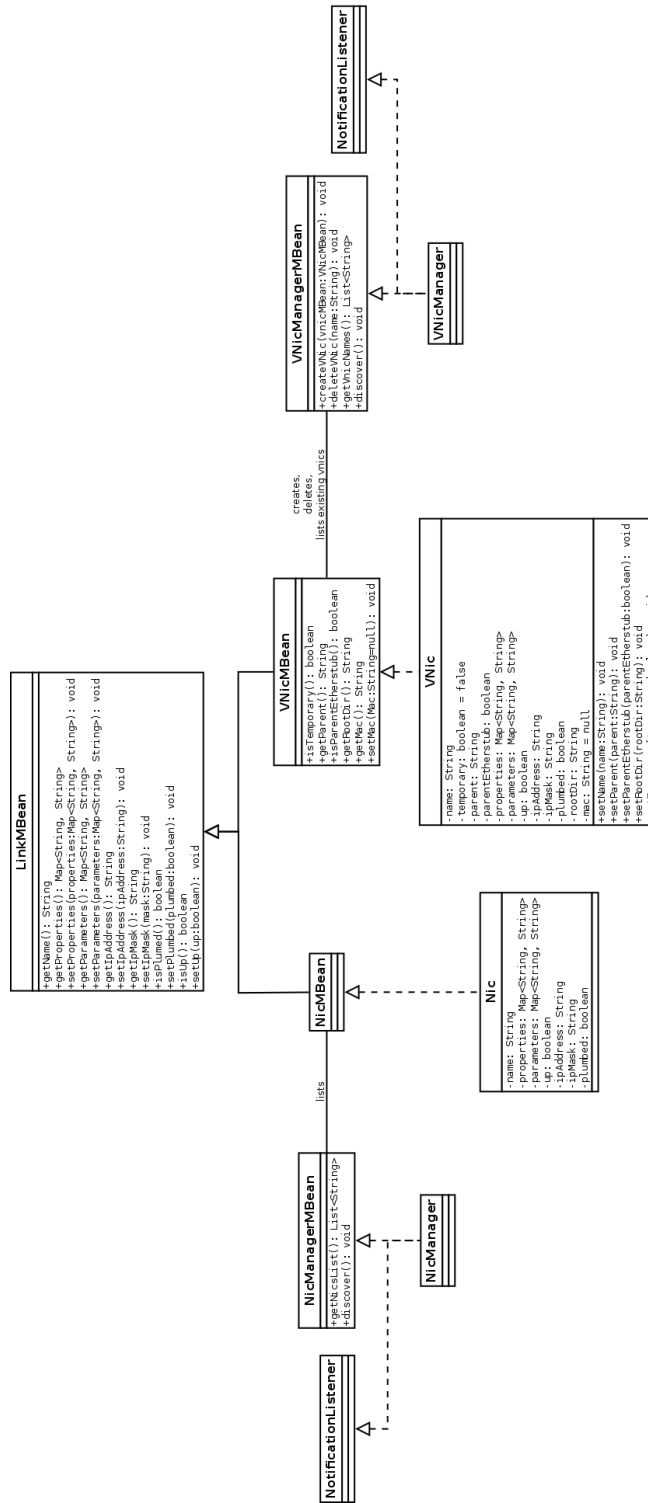 LinkMBean
+getName(): String
+getProperties(): Map<String, String>
+setProperties(properties:Map<String, String>): void
+getParameters(): Map<String, String>
+setParameters(parameters:Map<String, String>): void
+getIpAddress(): String
+setIpAddress(ipAddress:String): void
+getIpMask(): String
+setIpMask(mask:String): void
+isPlumed(): boolean
+setPlumbed(plumbed:boolean): void
+isUp(): boolean
+setUp(up:boolean): void
NotificationListener
NicManagerMBean
+getNicsList(): List<String>
+discover(): void
lists
NicMBean
VNicMBean
+isTemporary(): boolean
+getParent(): String
+isParentEtherstub(): boolean
+getRootDir(): String
+getMac(): String
+setMac(Mac:String=null): void
creates,
deletes,
lists existing vnics
VNicManagerMBean
+createVNic(vnicMBean:VNicMBean): void
+deleteVNic(name:String): void
+getVnicNames(): List<String>
+discover(): void
NotificationListener
NicManager
Nic
-name: String
-properties: Map<String, String>
-parameters: Map<String, String>
-up: boolean
-ipAddress: String
-ipMask: String
-plumbed: boolean
VNic
-name: String
-temporary: boolean = false
-parent: String
-parentEtherstub: boolean
-properties: Map<String, String>
-parameters: Map<String, String>
-up: boolean
-ipAddress: String
-ipMask: String
-plumbed: boolean
-rootDir: String
-mac: String = null
+setName(name:String): void
+setParent(parent:String): void
+setParentEtherstub(parentEtherstub:boolean): void
+setRootDir(rootDir:String): void
VNicManager